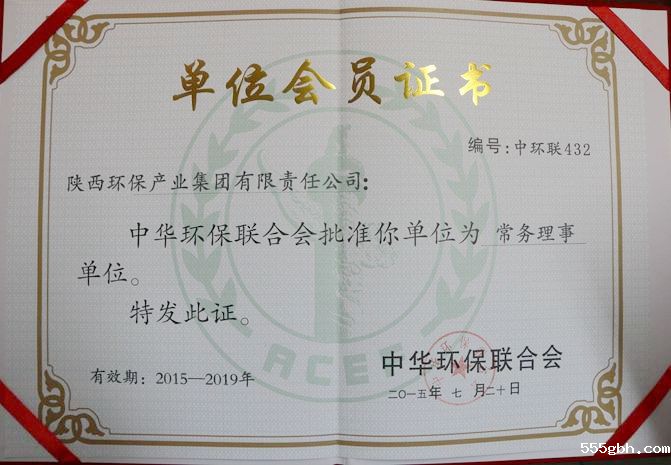 单位会员证书
编号：中环联432
陕西环保产业集团有限责任公司：
中华环保联合会批准你单位为 常务理事
单位。
特发此证。
ACEF
中华环保联合会
有效期：2015—2019年
二〇一五年 七 月二十日
555gbh.com